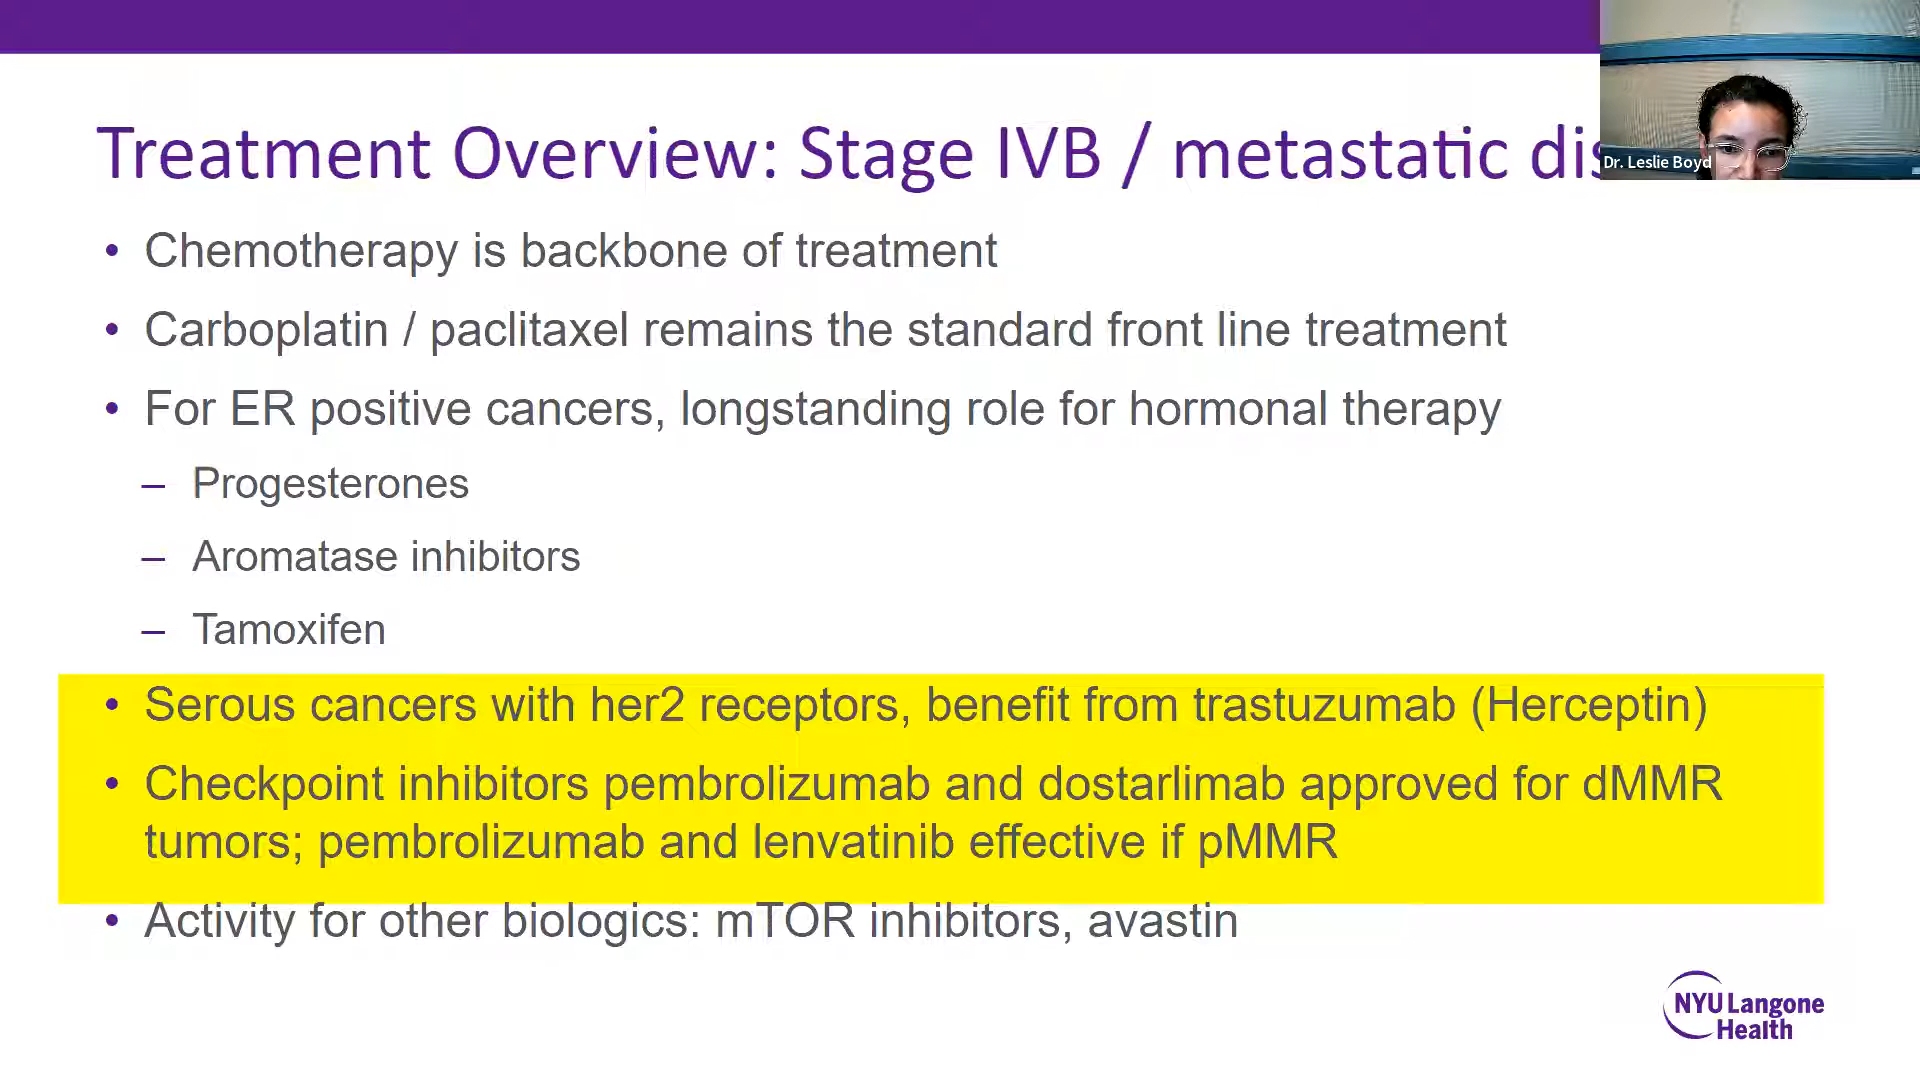 Treatment Overview: Stage IVB / metastatic dis
Dr. Leslie Boyd
• Chemotherapy is backbone of treatment
• Carboplatin / paclitaxel remains the standard front line treatment
• For ER positive cancers, longstanding role for hormonal therapy
– Progesterones
– Aromatase inhibitors
– Tamoxifen
• Serous cancers with her2 receptors, benefit from trastuzumab (Herceptin)
• Checkpoint inhibitors pembrolizumab and dostarlimab approved for dMMR
tumors; pembrolizumab and lenvatinib effective if pMMR
• Activity for other biologics: mTOR inhibitors, avastin
NYU Langone
Health